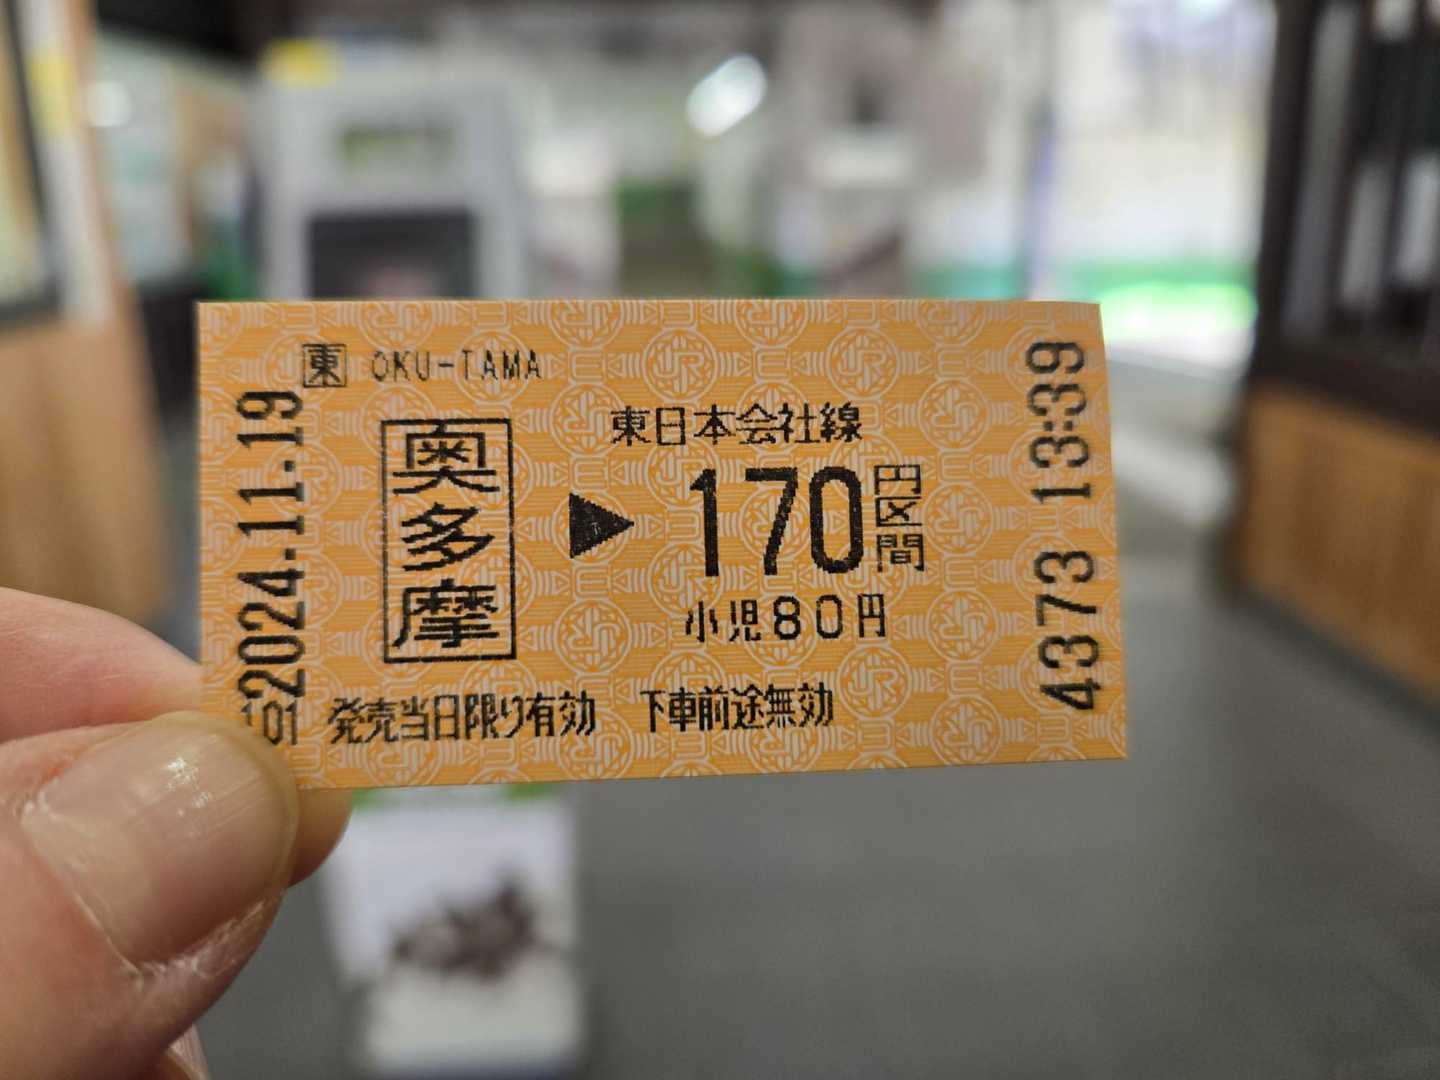 東 OKU-TAMA
2024.11.19
101
奥多摩
▶
東日本会社線
170円区間
小児80円
発売当日限り有効 下車前途無効
4373 13:39